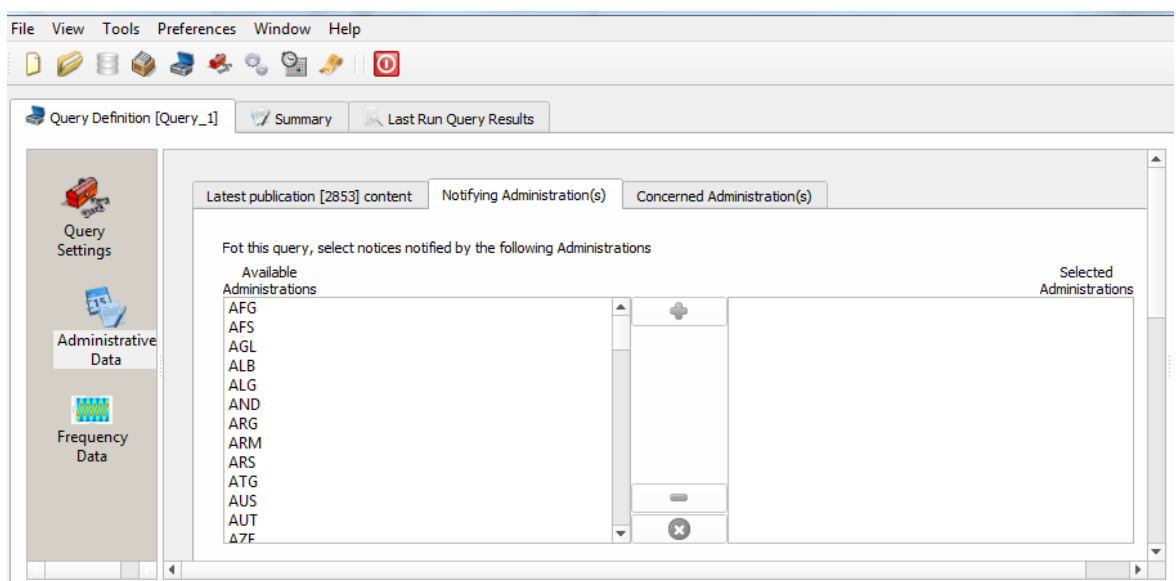 File View Tools Preferences Window Help
Query Definition [Query_1] Summary Last Run Query Results
Latest publication [2853] content Notifying Administration(s) Concerned Administration(s)
Query
Settings
Administrative
Data
Frequency
Data
Fot this query, select notices notified by the following Administrations
Available
Administrations
Selected
Administrations
AFG
AFS
AGL
ALB
ALG
AND
ARG
ARM
ARS
ATG
AUS
AUT
AZE